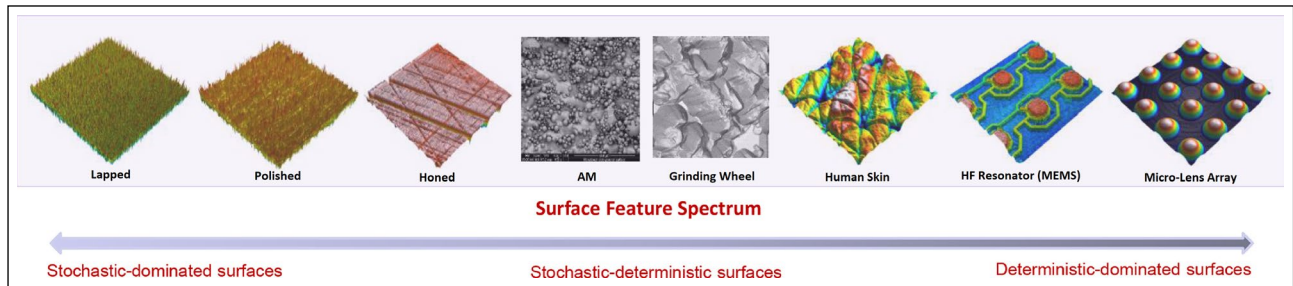 Lapped
Polished
Honed
AM
Grinding Wheel
Human Skin
HF Resonator (MEMS)
Micro-Lens Array
Surface Feature Spectrum
Stochastic-dominated surfaces
Stochastic-deterministic surfaces
Deterministic-dominated surfaces